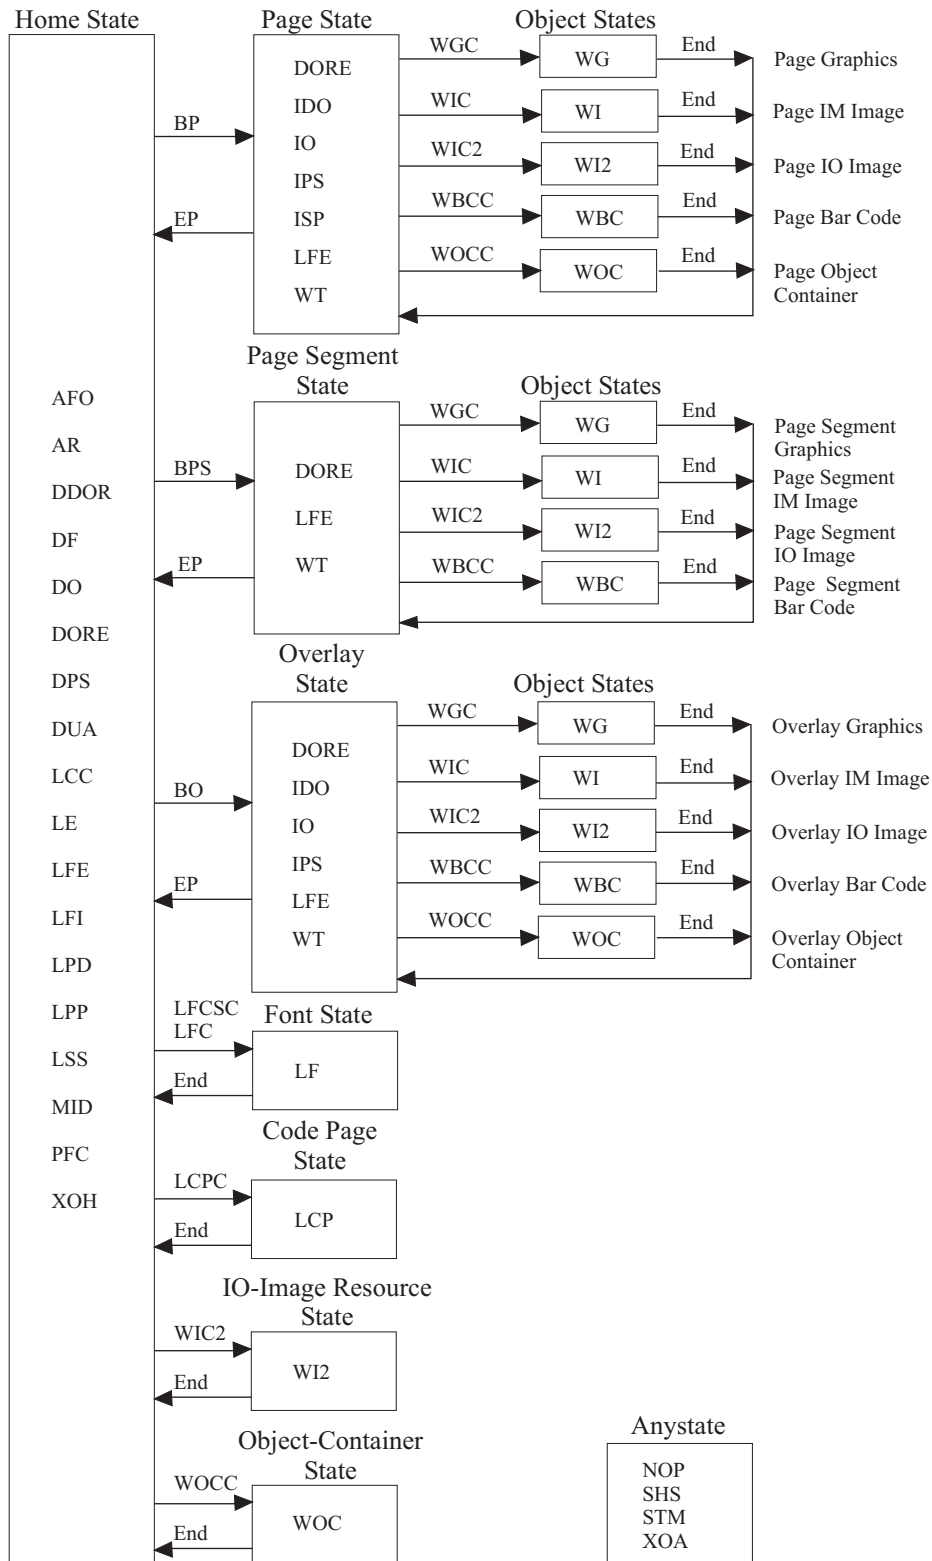 Home State
Page State
Object States
BP
EP
DORE
IDO
IO
IPS
ISP
LFE
WT
WGC
WG
End
Page Graphics
WIC
WI
End
Page IM Image
WIC2
WI2
End
Page IO Image
WBCC
WBC
End
Page Bar Code
WOCC
WOC
End
Page Object
Container
AFO
AR
DDOR
DF
DO
DORE
DPS
DUA
LCC
LE
LFE
LFI
LPD
LPP
LSS
MID
PFC
XOH
Page Segment
State
Object States
BPS
EP
DORE
LFE
WT
WGC
WG
End
Page Segment
Graphics
WIC
WI
End
Page Segment
IM Image
WIC2
WI2
End
Page Segment
IO Image
WBCC
WBC
End
Page Segment
Bar Code
Overlay
State
Object States
BO
EP
DORE
IDO
IO
IPS
LFE
WT
WGC
WG
End
Overlay Graphics
WIC
WI
End
Overlay IM Image
WIC2
WI2
End
Overlay IO Image
WBCC
WBC
End
Overlay Bar Code
WOCC
WOC
End
Overlay Object
Container
Font State
LFCSC
LFC
End
LF
Code Page
State
LCPC
End
LCP
IO-Image Resource
State
WIC2
End
WI2
Object-Container
State
WOCC
End
WOC
Anystate
NOP
SHS
STM
XOA